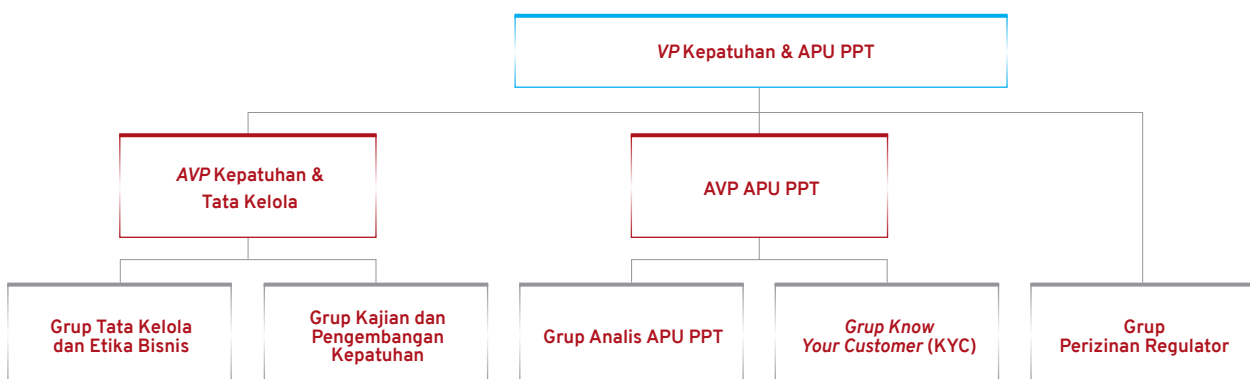 VP Kepatuhan & APU PPT
AVP Kepatuhan &
Tata Kelola
AVP APU PPT
Grup Tata Kelola
dan Etika Bisnis
Grup Kajian dan
Pengembangan
Kepatuhan
Grup Analis APU PPT
Grup Know
Your Customer (KYC)
Grup
Perizinan Regulator